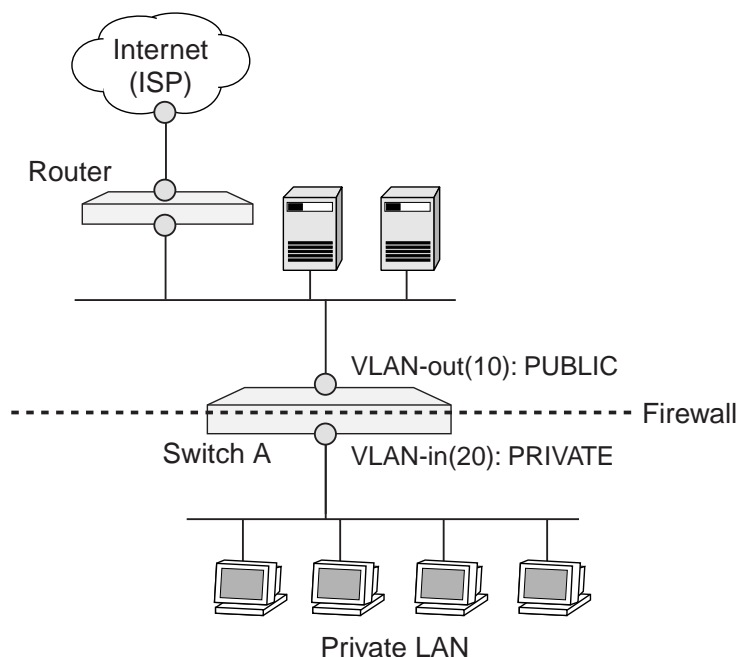 Internet
(ISP)
Router
VLAN-out(10): PUBLIC
Firewall
Switch A
VLAN-in(20): PRIVATE
Private LAN